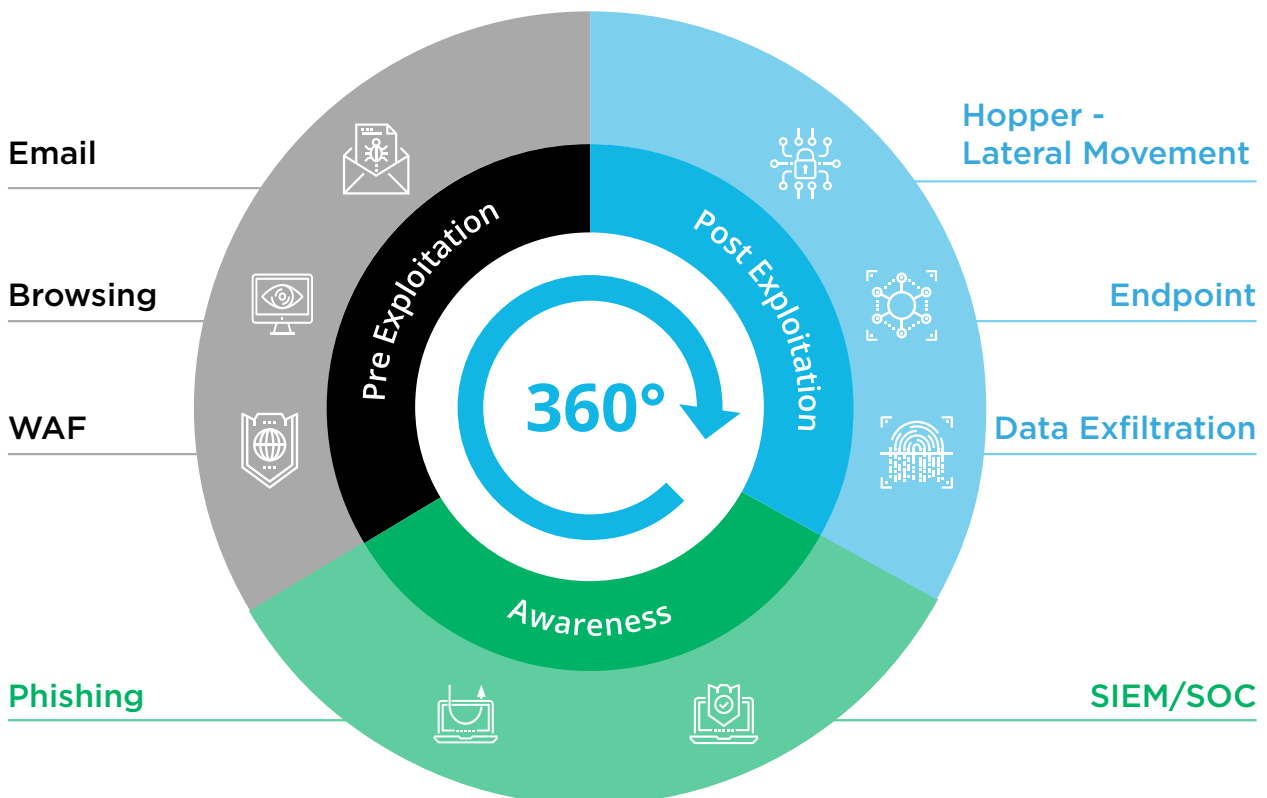 Email
Browsing
WAF
Phishing
Pre Exploitation
Post Exploitation
360°
Awareness
Hopper -
Lateral Movement
Endpoint
Data Exfiltration
SIEM/SOC